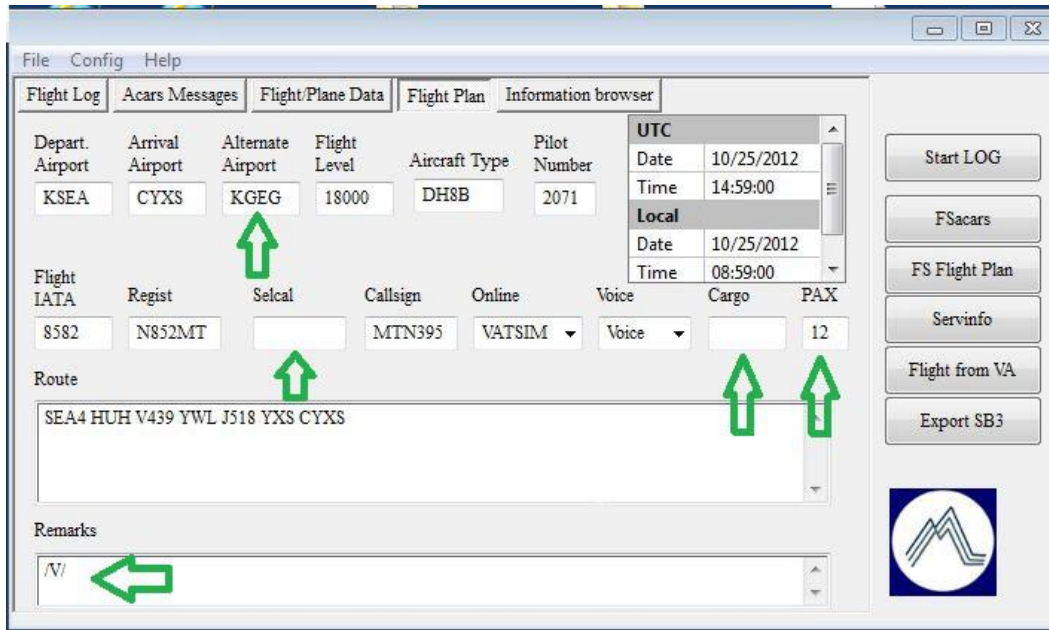 File Config Help
Flight Log Acars Messages Flight/Plane Data Flight Plan Information browser
Depart. Airport Arrival Airport Alternate Airport Flight Level Aircraft Type Pilot Number
KSEA CYXS KGEG 18000 DH8B 2071
UTC
Date 10/25/2012
Time 14:59:00
Local
Date 10/25/2012
Time 08:59:00
Flight IATA Regist Selcal Callsign Online Voice Cargo PAX
8582 N852MT MTN395 VATSIM Voice 12
Route
SEA4 HUH V439 YWL J518 YXS CYXS
Remarks
/V/
Start LOG
FSacars
FS Flight Plan
Servinfo
Flight from VA
Export SB3